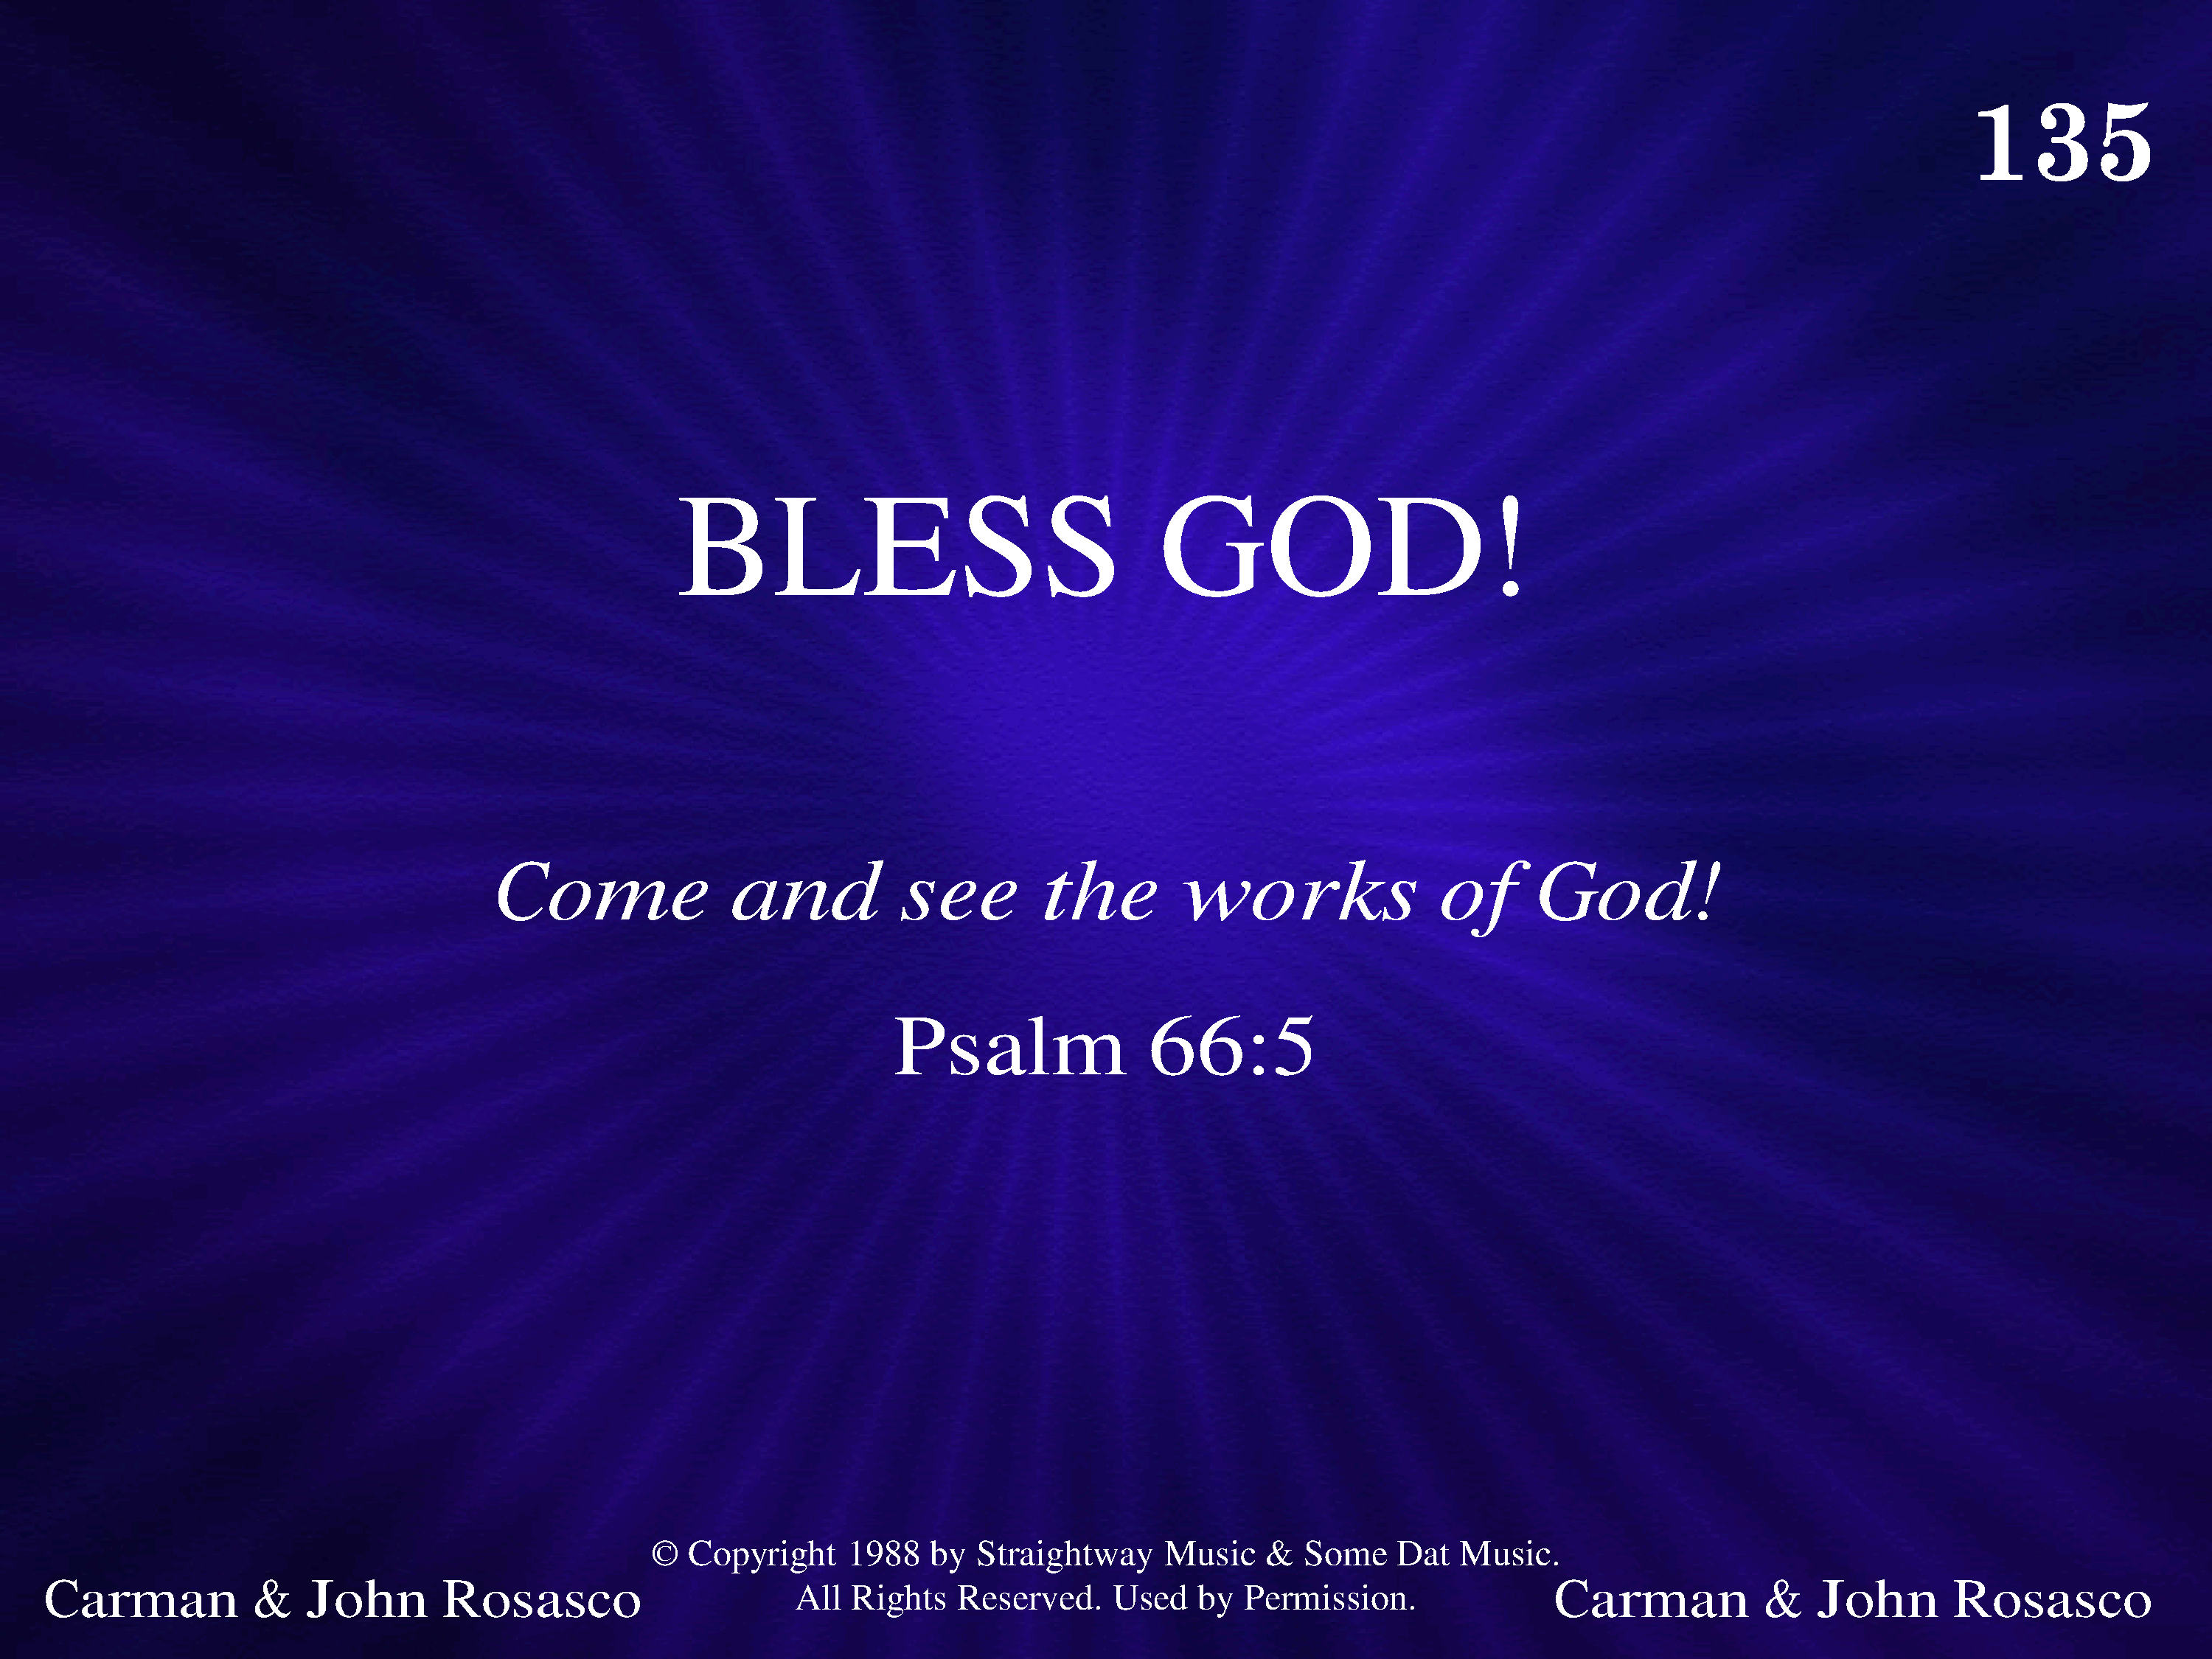 135
BLESS GOD!
Come and see the works of God!
Psalm 66:5
© Copyright 1988 by Straightway Music & Some Dat Music.
Carman & John Rosasco All Rights Reserved. Used by Permission. Carman & John Rosasco